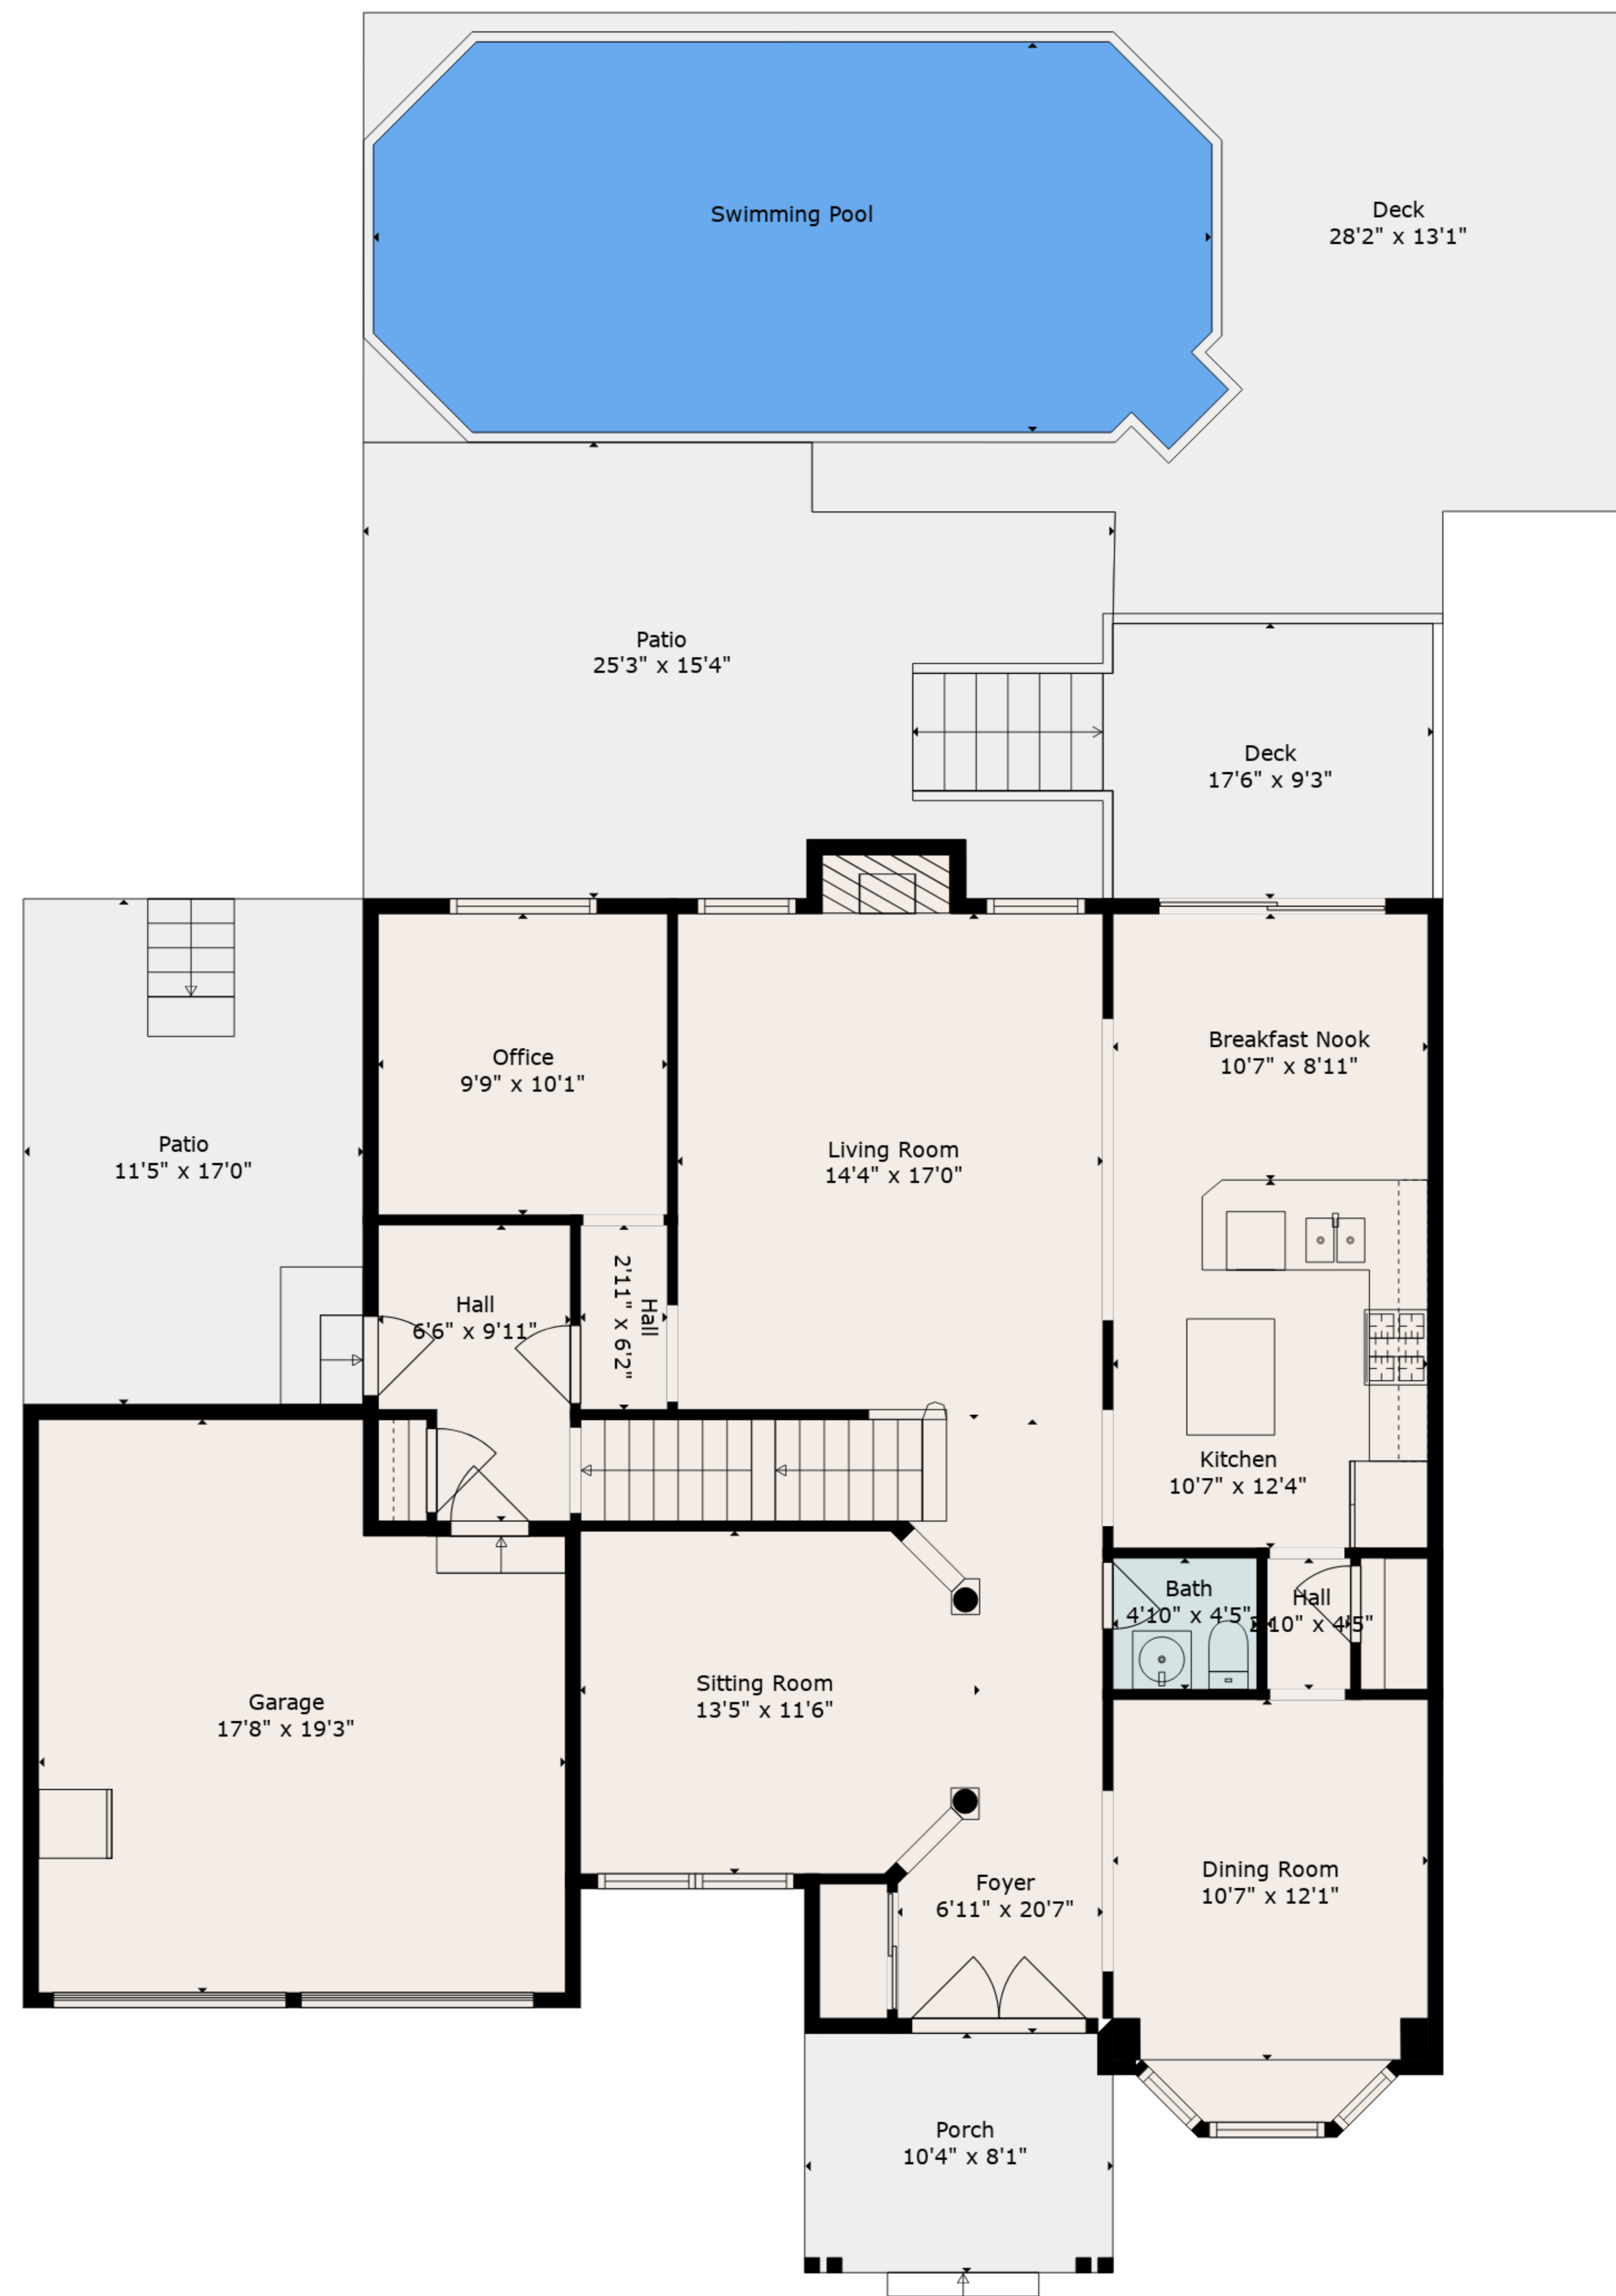 Swimming Pool
Deck
28'2" x 13'1"
Patio
25'3" x 15'4"
Deck
17'6" x 9'3"
Office
9'9" x 10'1"
Breakfast Nook
10'7" x 8'11"
Patio
11'5" x 17'0"
Living Room
14'4" x 17'0"
Hall
6'6" x 9'11"
Hall
2'11" x 6'2"
Kitchen
10'7" x 12'4"
Bath
4'10" x 4'5"
Hall
2'10" x 4'5"
Sitting Room
13'5" x 11'6"
Garage
17'8" x 19'3"
Foyer
6'11" x 20'7"
Dining Room
10'7" x 12'1"
Porch
10'4" x 8'1"